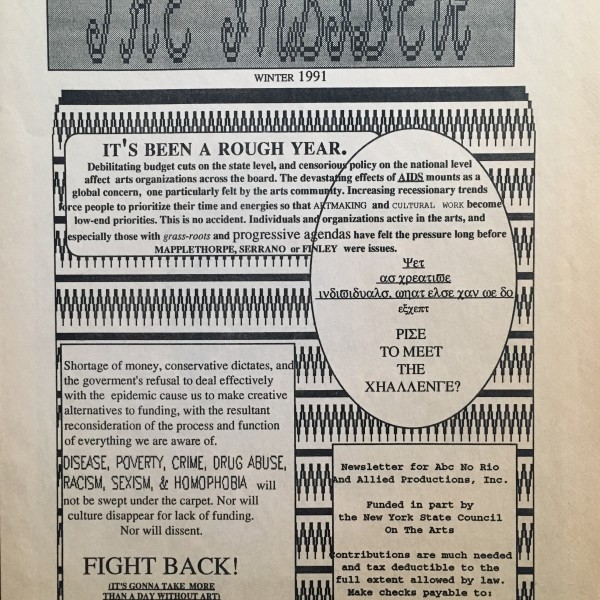 THE
WINTER 1991
IT'S BEEN A ROUGH YEAR.
Debilitating budget cuts on the state level, and censorious policy on the national level
affect arts organizations across the board. The devastating effects of AIDS mounts as a
global concern, one particularly felt by the arts community. Increasing recessionary trends
force people to prioritize their time and energies so that ARTMAKING and CULTURAL WORK become
low-end priorities. This is no accident. Individuals and organizations active in the arts, and
especially those with grass-roots and progressive agendas have felt the pressure long before
MAPPLETHORPE, SERRANO or FINLEY were issues.
Ψετ
ασ χρεατιϖε
ινδιϖιδυαλσ, ωηατ ελσε χαν ωε δο
εξχεπτ
ΡΙΣΕ
TO MEET
THE
ΧΗΑΛΛΕΝΓΕ?
Shortage of money, conservative dictates, and
the goverment's refusal to deal effectively
with the epidemic cause us to make creative
alternatives to funding, with the resultant
reconsideration of the process and function
of everything we are aware of.
DISEASE, POVERTY, CRIME, DRUG ABUSE,
RACISM, SEXISM, & HOMOPHOBIA will
not be swept under the carpet. Nor will
culture disappear for lack of funding.
Nor will dissent.
FIGHT BACK!
(IT'S GONNA TAKE MORE
THAN A DAY WITHOUT ART)
Newsletter for Abc No Rio
And Allied Productions, Inc.
Funded in part by
the New York State Council
On The Arts
Contributions are much needed
and tax deductible to the
full extent allowed by law.
Make checks payable to: